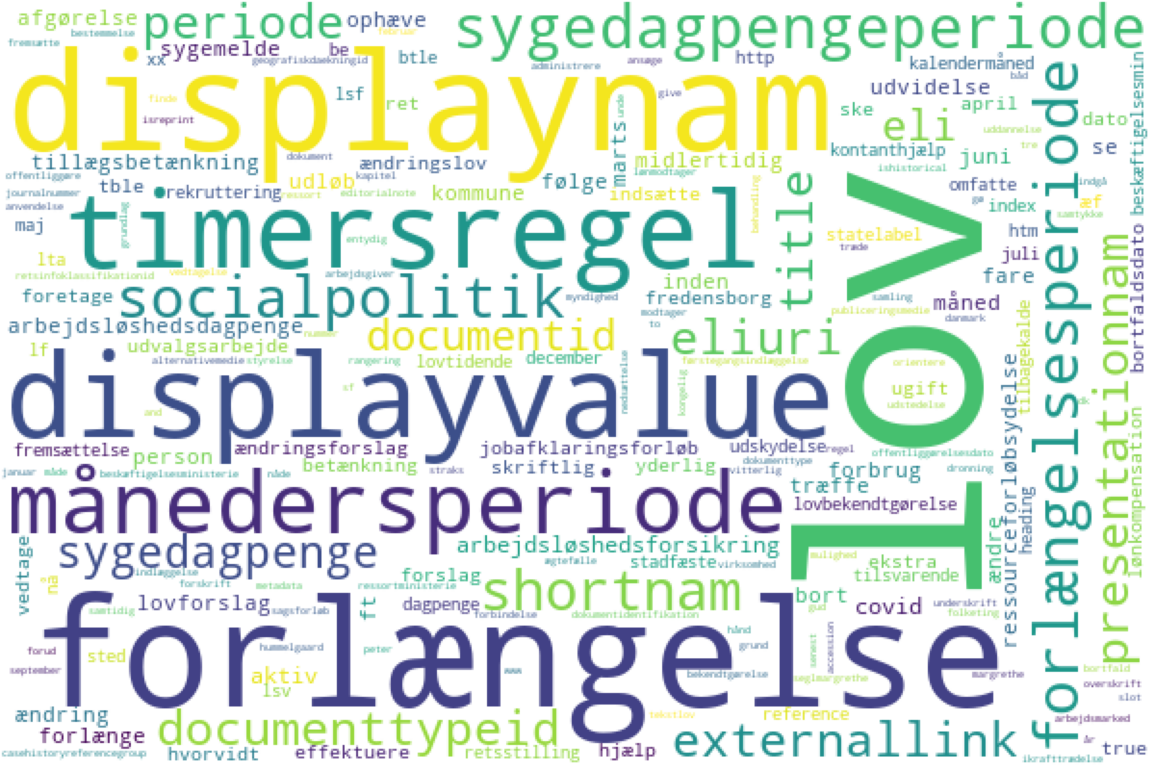 afgørelse
periode
ophæve
sygedagpengeperiode
fremsætte
bestemmelse
februar
sygemelde
be
xx
geografiskdaekningid
btle
administrere
ansøge
http
kalendermåned
båd
displaynam
finde
isreprint
lsf
ret
give
unde
udvidelse
ske
eli
april
uddannelse
dato
tre
se
beskæftigelsesmin
tillægsbetænkning
dokument
ændringslov
marts
midlertidig
kontanthjælp
juni
offentliggøre
journalnummer
tble
rekruttering
udløb
kapitel
editorialnote
ressort
kommune
følge
indsætte
lønmodtager
ishistorical
omfatte
indgå
æf
anvendelse
maj
grundlag
timersregel
entydig
behandling
title
statelabel
træde
gø
index
samtykke
htm
juli
lta
retsinfoklassifikationid
vedtagelse
arbejdsgiver
inden
fare
foretage
socialpolitik
myndighed
fredensborg
modtager
to
samling
publiceringsmedie
måned
danmark
arbejdsløshedsdagpenge
nummer
documentid
eliuri
lov
forlængelsesperiode
presentationnam
bortfaldsdato
lf
udvalgsarbejde
alternativemedie
styrelse
rangering
lovtidende
december
førstegangsindlæggelse
orientere
tilbagekalde
displayvalue
sf
nedsættelse
kongelig
ugift
udstedelse
dk
fremsættelse
ændringsforslag
jobafklaringsforløb
udskydelse
regel
offentliggørelsesdato
ressourceforløbsydelse
lønkompensation
person
betænkning
skriftlig
yderlig
dokumenttype
vitterlig
forbrug
dronning
januar
måde
beskæftigelsesministerie
nåde
straks
træffe
heading
månedersperiode
lovbekendtgørelse
vedtage
nå
sygedagpenge
arbejdsløshedsforsikring
ægtefælle
stadfæste
virksomhed
mulighed
ekstra
ændre
indlæggelse
forskrift
metadata
ressortministerie
forslag
shortnam
tilsvarende
bort
samtidig
lovforslag
sagsforløb
ft
dagpenge
forbindelse
dokumentidentifikation
gud
covid
underskrift
folketing
forlængelse
forud
september
sted
hummelgaard
peter
www
hånd
grund
senest
accession
aktiv
lsv
bekendtgørelse
seglmargrethe
margrethe
bortfald
overskrift
slot
ændring
forlænge
documenttypeid
tekstlov
reference
arbejdsmarked
år
casehistoryreferencegroup
hvorvidt
effektuere
retsstilling
hjælp
externallink
true
ikrafttrædelse
and